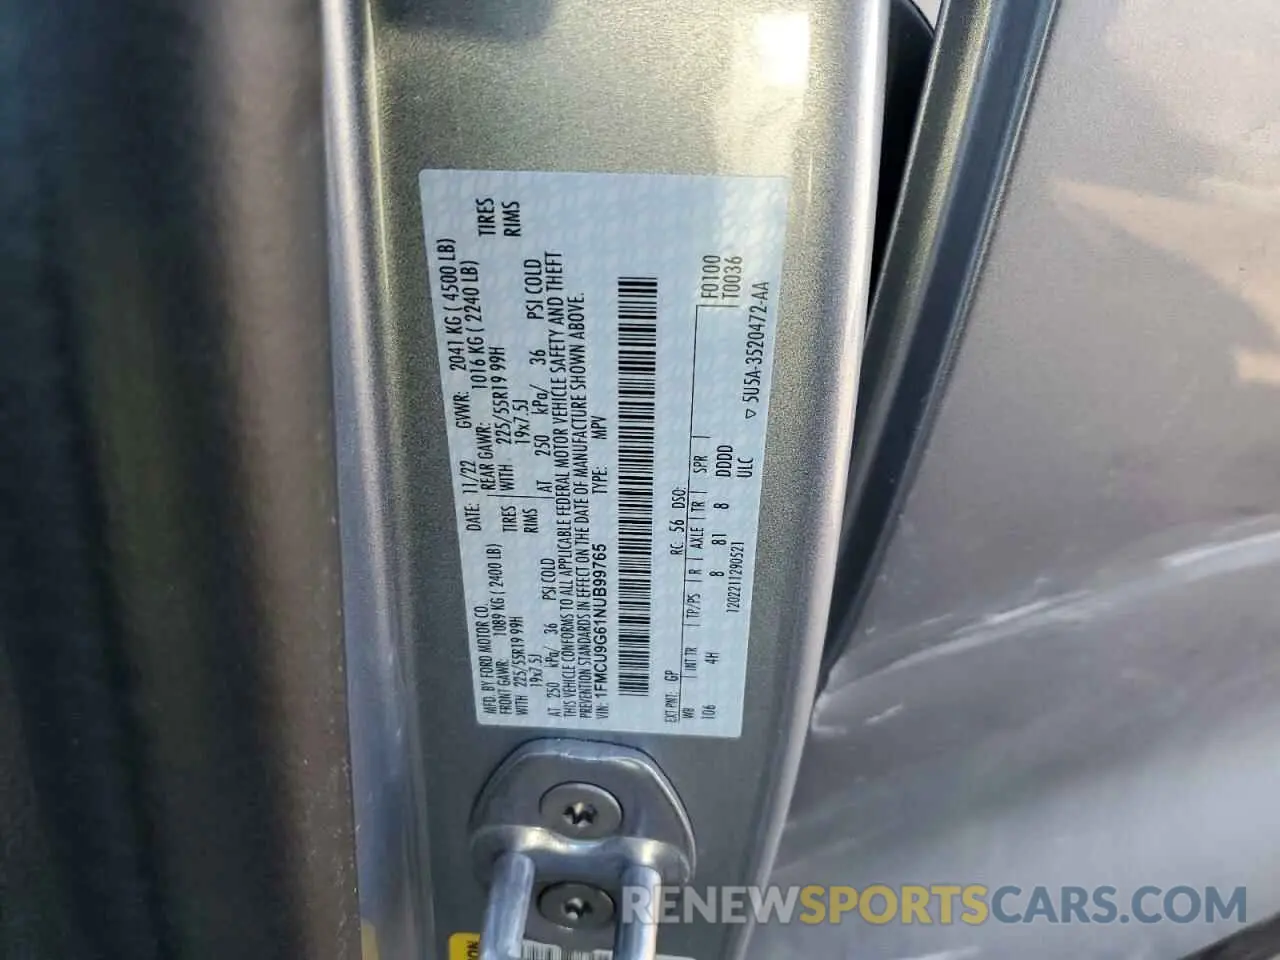 MFD. BY FORD MOTOR CO.
DATE: 11/22 GVWR: 2041 KG ( 4500 LB)
FRONT GAWR: 1089 KG ( 2400 LB) REAR GAWR: 1016 KG ( 2240 LB)
WITH 225/55R19 99H TIRES WITH 225/55R19 99H TIRES
19x7.5J RIMS 19x7.5J RIMS
AT 250 kPa/ 36 PSI COLD AT 250 kPa/ 36 PSI COLD
THIS VEHICLE CONFORMS TO ALL APPLICABLE FEDERAL MOTOR VEHICLE SAFETY AND THEFT
PREVENTION STANDARDS IN EFFECT ON THE DATE OF MANUFACTURE SHOWN ABOVE.
VIN: 1FMCU9G61NUB99765 TYPE: MPV
EXT PNT: GP RC: 56 DSO: F0100
WB INT TR TP/PS R AXLE TR SPR T0036
106 4H 8 81 8 DDDD
1202211290521 ULC ▽ 5U5A-3520472-AA
RENEWSPORTSCARS.COM